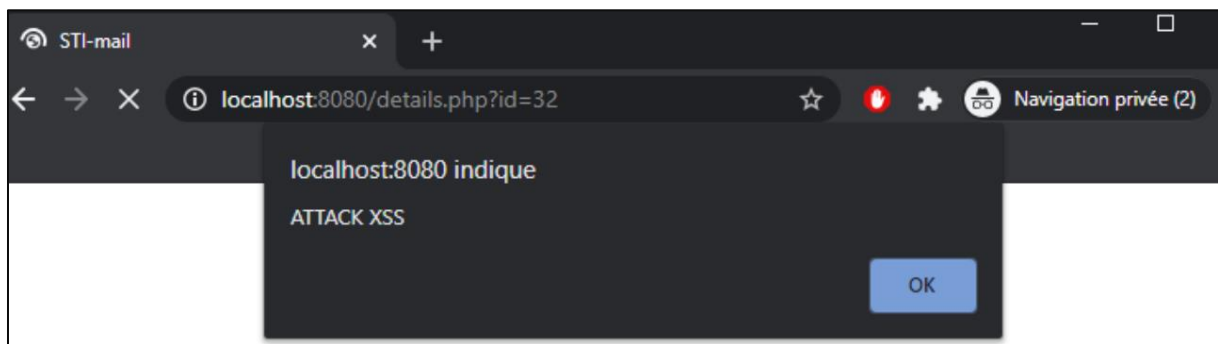 STI-mail
localhost:8080/details.php?id=32
Navigation privée (2)
localhost:8080 indique
ATTACK XSS
OK